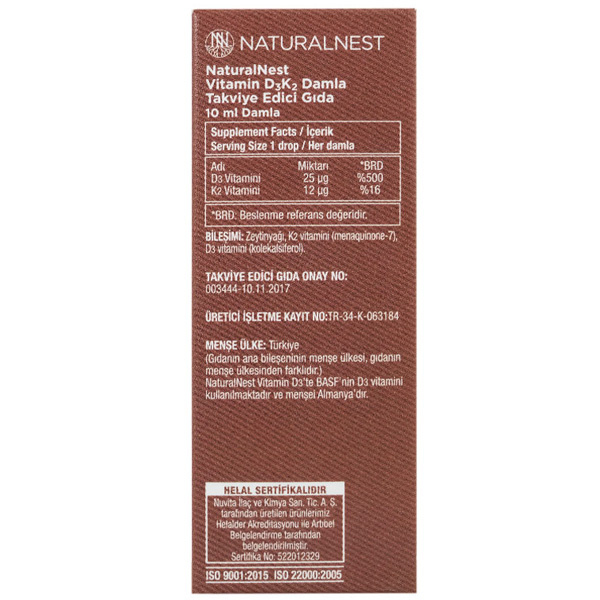 NATURALNEST
NaturalNest
Vitamin D3K2 Damla
Takviye Edici Gıda
10 ml Damla
Supplement Facts / İçerik
Serving Size 1 drop / Her damla
Adı Miktarı *BRD
D3 Vitamini 25 µg %500
K2 Vitamini 12 µg %16
*BRD: Beslenme referans değeridir.
BİLEŞİMİ: Zeytinyağı, K2 vitamini (menaquinone-7),
D3 vitamini (kolekalsiferol).
TAKVİYE EDİCİ GIDA ONAY NO:
003444-10.11.2017
ÜRETİCİ İŞLETME KAYIT NO:TR-34-K-063184
MENŞE ÜLKE: Türkiye
(Gıdanın ana bileşeninin menşe ülkesi, gıdanın
menşe ülkesinden farklıdır.)
NaturalNest Vitamin D3'te BASF'nin D3 vitamini
kullanılmaktadır ve menşei Almanya'dır.
HELAL SERTİFİKALIDIR
Nuvita İlaç ve Kimya San. Tic. A. Ş.
tarafından üretilen ürünlerimiz
Helalder Akreditasyonu ile Artıbel
Belgelendirme tarafından
belgelendirilmiştir.
Sertifika No: 522012329
ISO 9001:2015 ISO 22000:2005